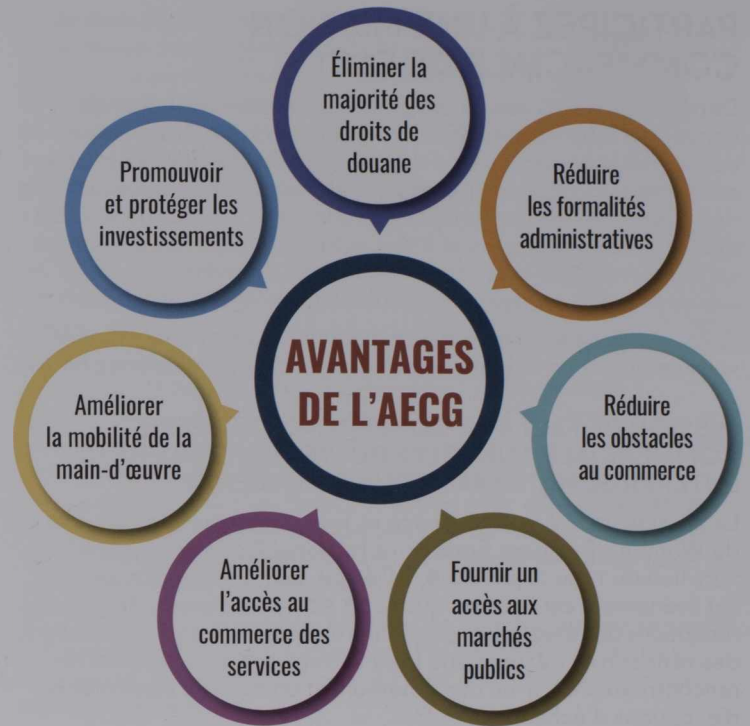 Éliminer la
majorité des
droits de
douane
Réduire
les formalités
administratives
Réduire
les obstacles
au commerce
Fournir un
accès aux
marchés
publics
Améliorer
l'accès au
commerce des
services
Améliorer
la mobilité de la
main-d'œuvre
Promouvoir
et protéger les
investissements
AVANTAGES
DE L'AECG